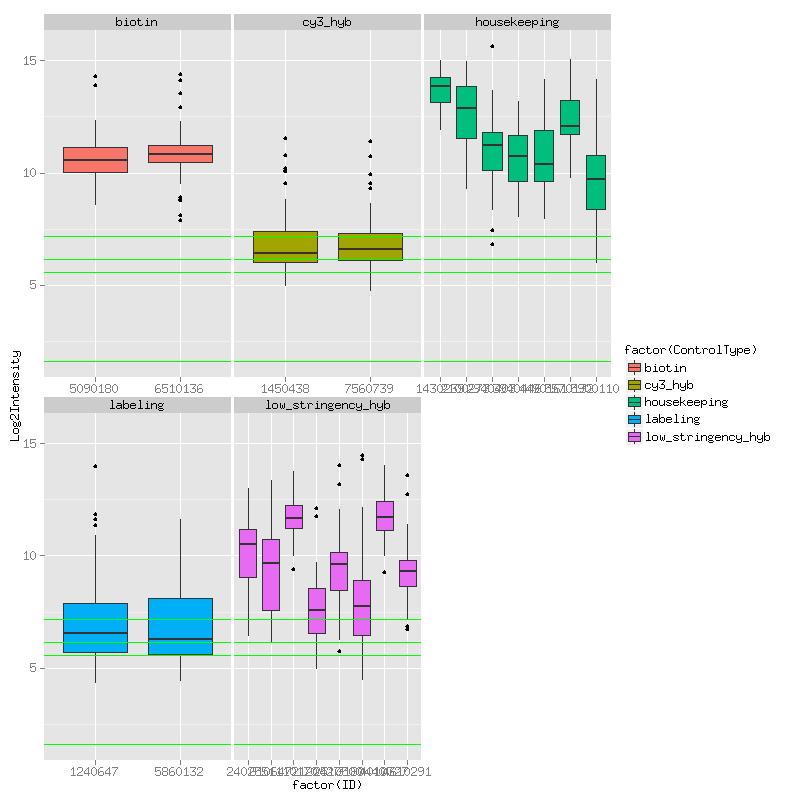 biotin cy3_hyb housekeeping
15
10
5
5090180 6510136 1450438 7560739
Log2Intensity
factor(ControlType)
biotin
cy3_hyb
housekeeping
labeling
low_stringency_hyb
labeling low_stringency_hyb
15
10
5
1240647 5860132
factor(ID)